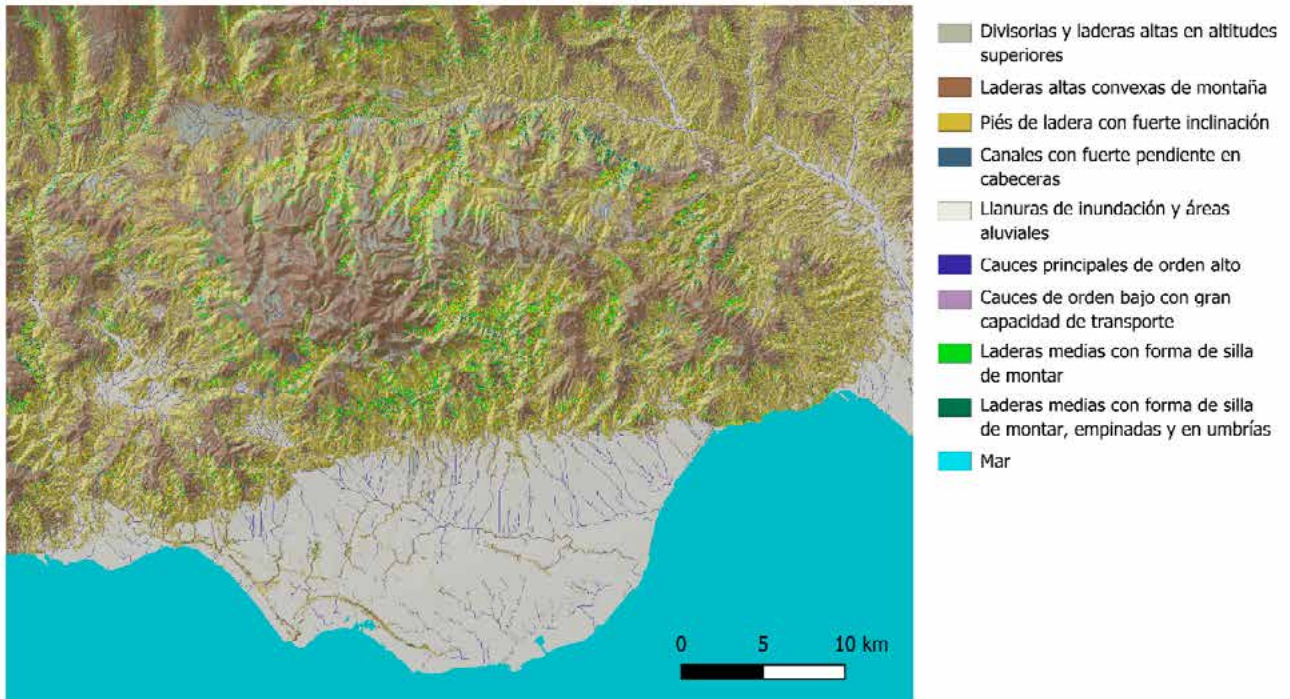 Divisorias y laderas altas en altitudes
superiores
Laderas altas convexas de montaña
Piés de ladera con fuerte inclinación
Canales con fuerte pendiente en
cabeceras
Llanuras de inundación y áreas
aluviales
Cauces principales de orden alto
Cauces de orden bajo con gran
capacidad de transporte
Laderas medias con forma de silla
de montar
Laderas medias con forma de silla
de montar, empinadas y en umbrías
Mar
0 5 10 km